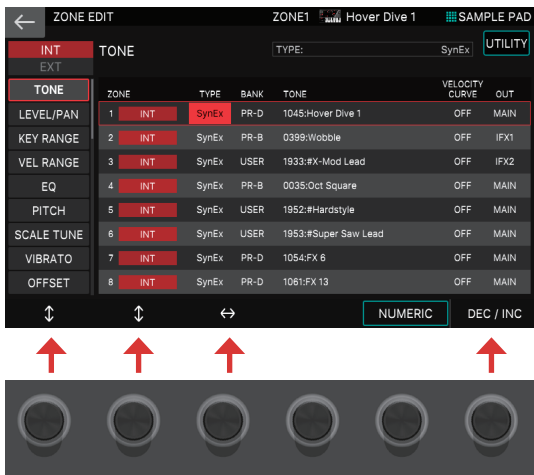 ZONE EDIT ZONE1 Hover Dive 1 SAMPLE PAD
INT TONE TYPE: SynEx UTILITY
EXT
TONE ZONE TYPE BANK TONE VELOCITY CURVE OUT
LEVEL/PAN 1 INT SynEx PR-D 1045:Hover Dive 1 OFF MAIN
KEY RANGE 2 INT SynEx PR-B 0399:Wobble OFF IFX1
VEL RANGE 3 INT SynEx USER 1933:#X-Mod Lead OFF IFX2
EQ 4 INT SynEx PR-B 0035:Oct Square OFF MAIN
PITCH 5 INT SynEx USER 1952:#Hardstyle OFF MAIN
SCALE TUNE 6 INT SynEx USER 1953:#Super Saw Lead OFF MAIN
VIBRATO 7 INT SynEx PR-D 1054:FX 6 OFF MAIN
OFFSET 8 INT SynEx PR-D 1061:FX 13 OFF MAIN
NUMERIC DEC / INC